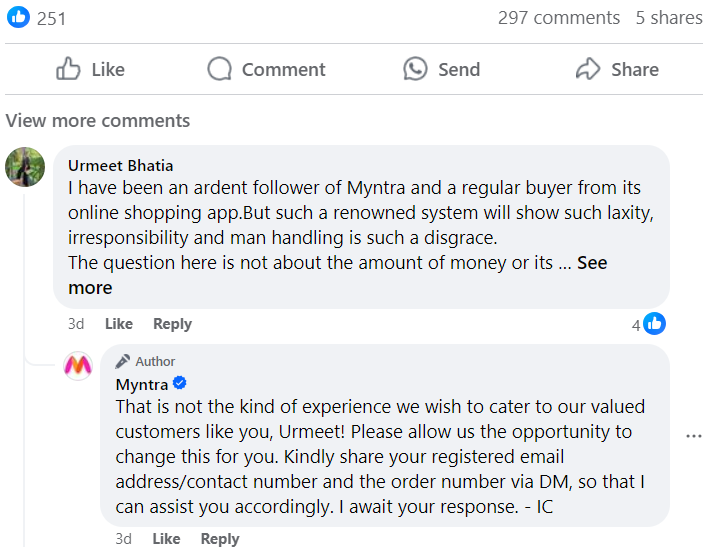 251
297 comments 5 shares
Like Comment Send Share
View more comments
Urmeet Bhatia
I have been an ardent follower of Myntra and a regular buyer from its
online shopping app.But such a renowned system will show such laxity,
irresponsibility and man handling is such a disgrace.
The question here is not about the amount of money or its ... See
more
3d Like Reply
4
Author
Myntra
That is not the kind of experience we wish to cater to our valued
customers like you, Urmeet! Please allow us the opportunity to
change this for you. Kindly share your registered email
address/contact number and the order number via DM, so that I
can assist you accordingly. I await your response. - IC
3d Like Reply